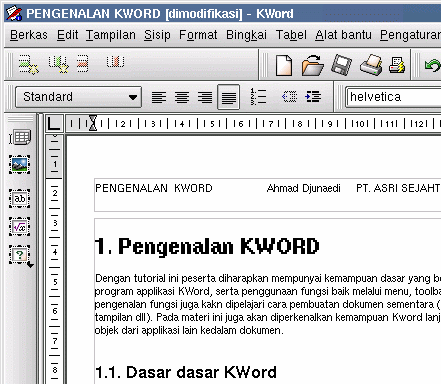 PENGENALAN KWORD [dimodifikasi] - KWord
Berkas Edit Tampilan Sisip Format Bingkai Tabel Alat bantu Pengaturan
Standard
helvetica
PENGENALAN KWORD Ahmad Djunaedi PT. ASRI SEJAHT
1. Pengenalan KWORD
Dengan tutorial ini peserta diharapkan mempunyai kemampuan dasar yang be
program applikasi KWord, serta penggunaan fungsi baik melalui menu, toolba
pengenalan fungsi juga kakn dipelajari cara pembuatan dokumen sementara (
tampilan dll). Pada materi ini juga akan diperkenalkan kemampuan Kword lanj
objek dari applikasi lain kedalam dokumen.
1.1. Dasar dasar KWord